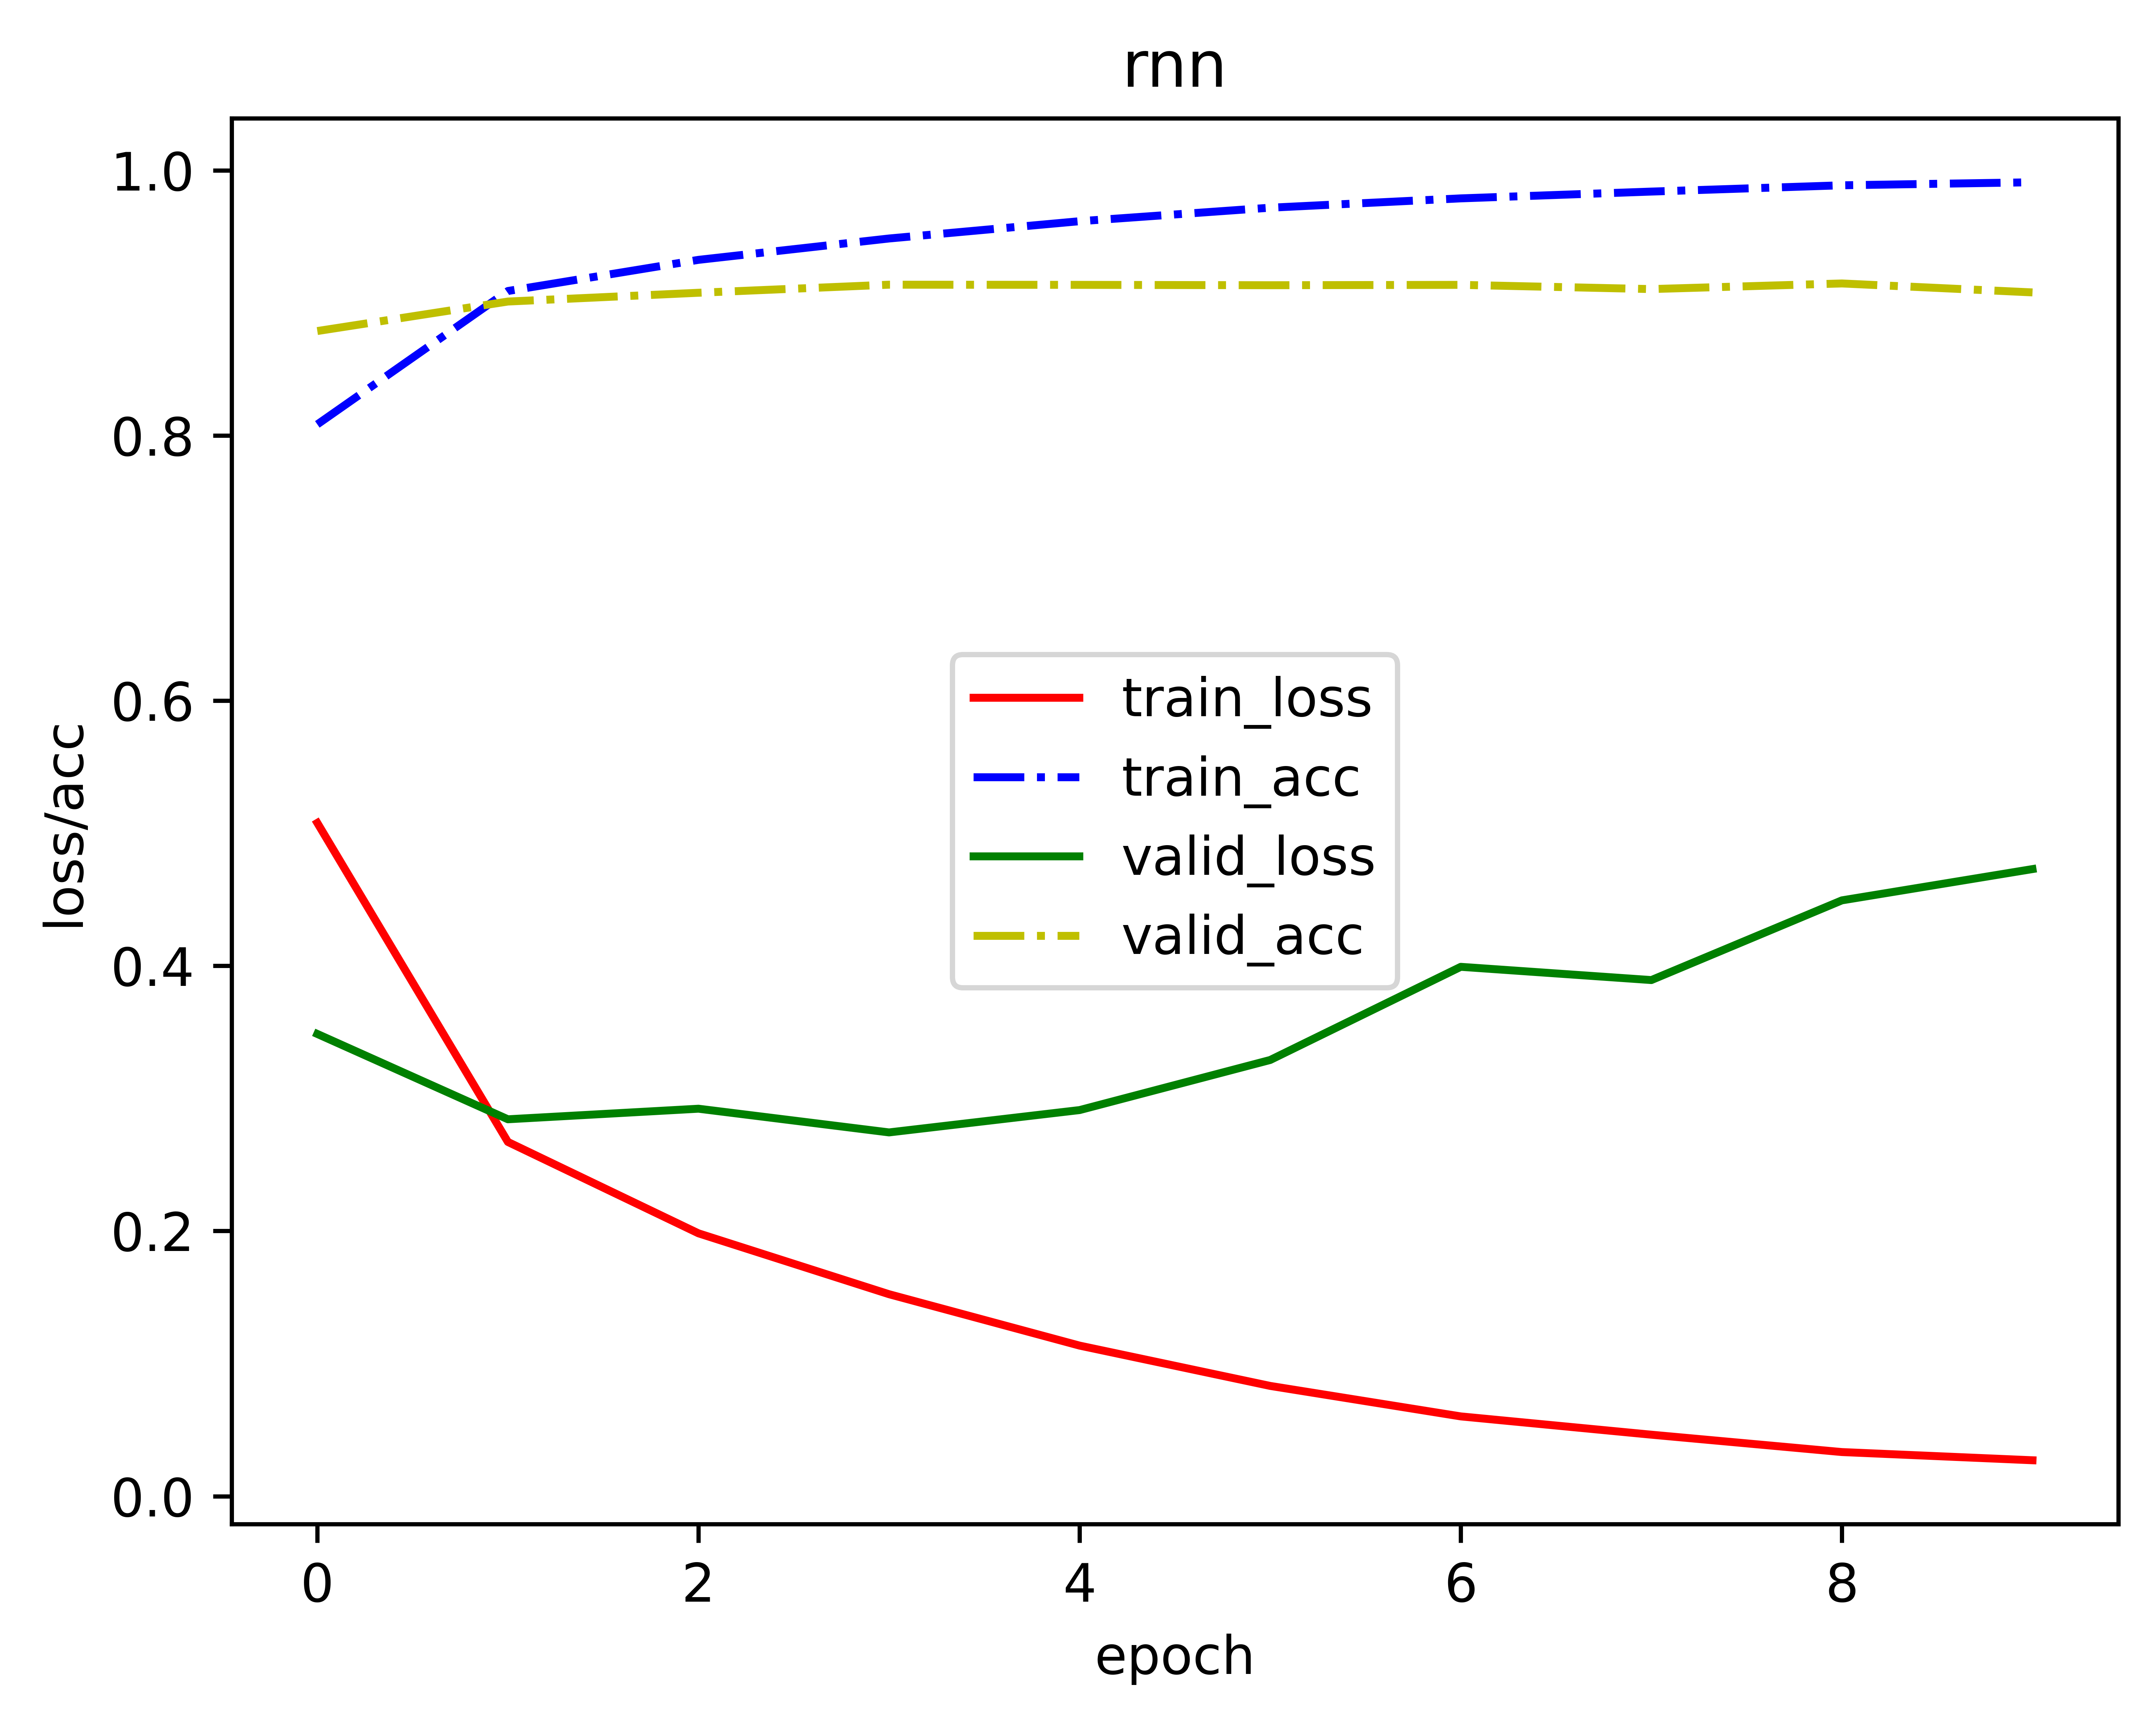 rnn
loss/acc
1.0
0.8
0.6
0.4
0.2
0.0
train_loss
train_acc
valid_loss
valid_acc
0 2 4 6 8
epoch